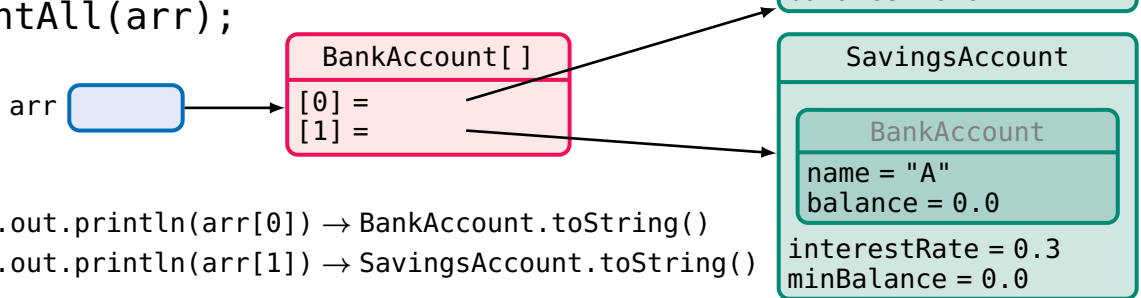 ntAll(arr);
BankAccount[]
SavingsAccount
arr
[0] =
[1] =
BankAccount
name = "A"
balance = 0.0
.out.println(arr[0]) → BankAccount.toString()
.out.println(arr[1]) → SavingsAccount.toString()
interestRate = 0.3
minBalance = 0.0